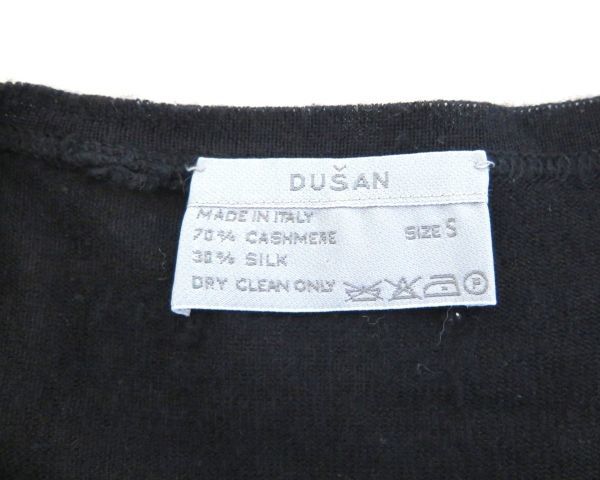 DUŠAN
MADE IN ITALY
70% CASHMERE SIZE S
30% SILK
DRY CLEAN ONLY P